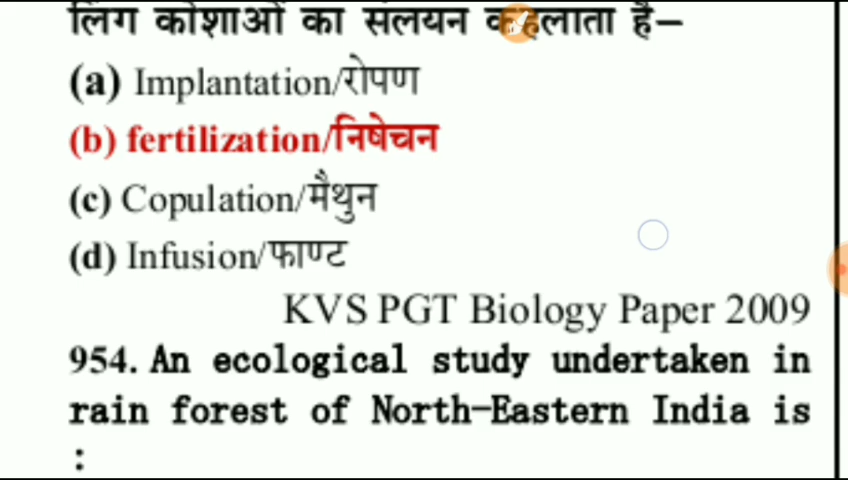 लिंग कोशाओं का संलयन कहलाता है–
(a) Implantation/रोपण
(b) fertilization/निषेचन
(c) Copulation/मैथुन
(d) Infusion/फाण्ट
KVS PGT Biology Paper 2009
954. An ecological study undertaken in
rain forest of North-Eastern India is
: